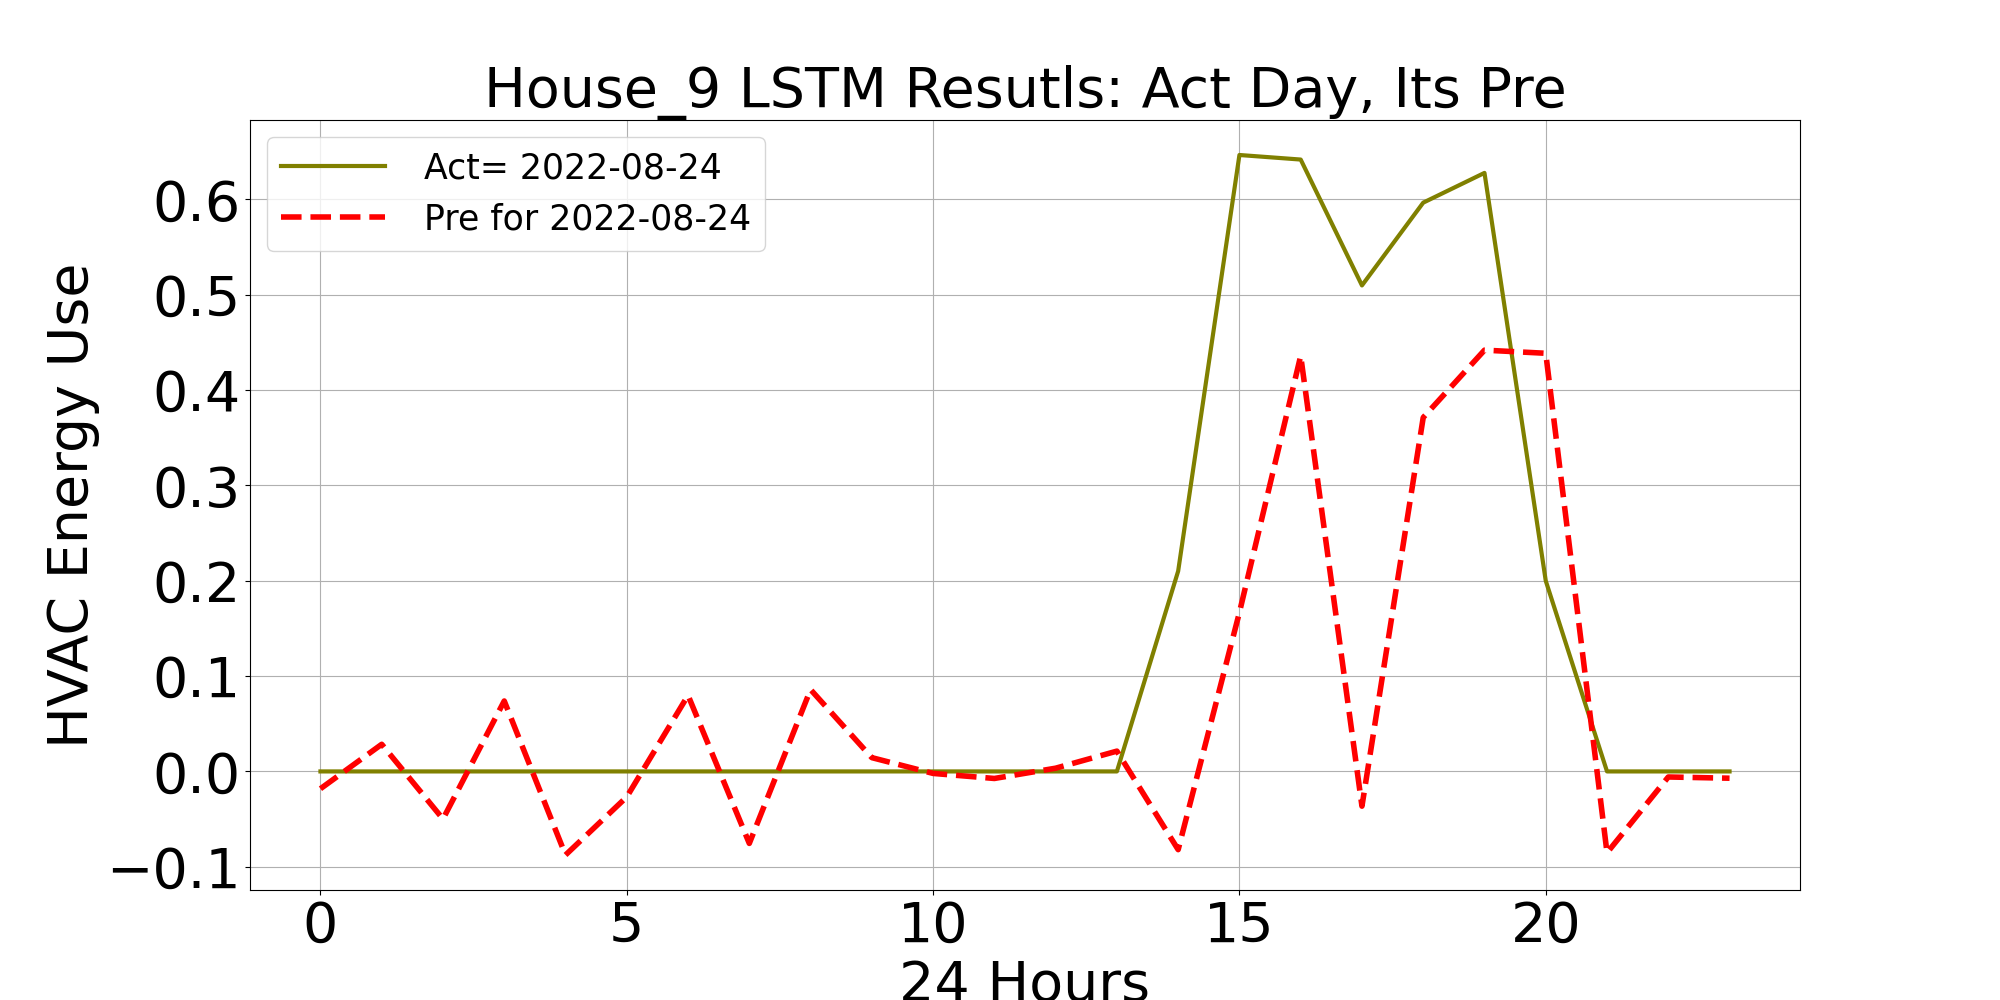 House_9 LSTM Resutls: Act Day, Its Pre
Act= 2022-08-24
Pre for 2022-08-24
HVAC Energy Use
0.6
0.5
0.4
0.3
0.2
0.1
0.0
−0.1
0 5 10 15 20
24 Hours